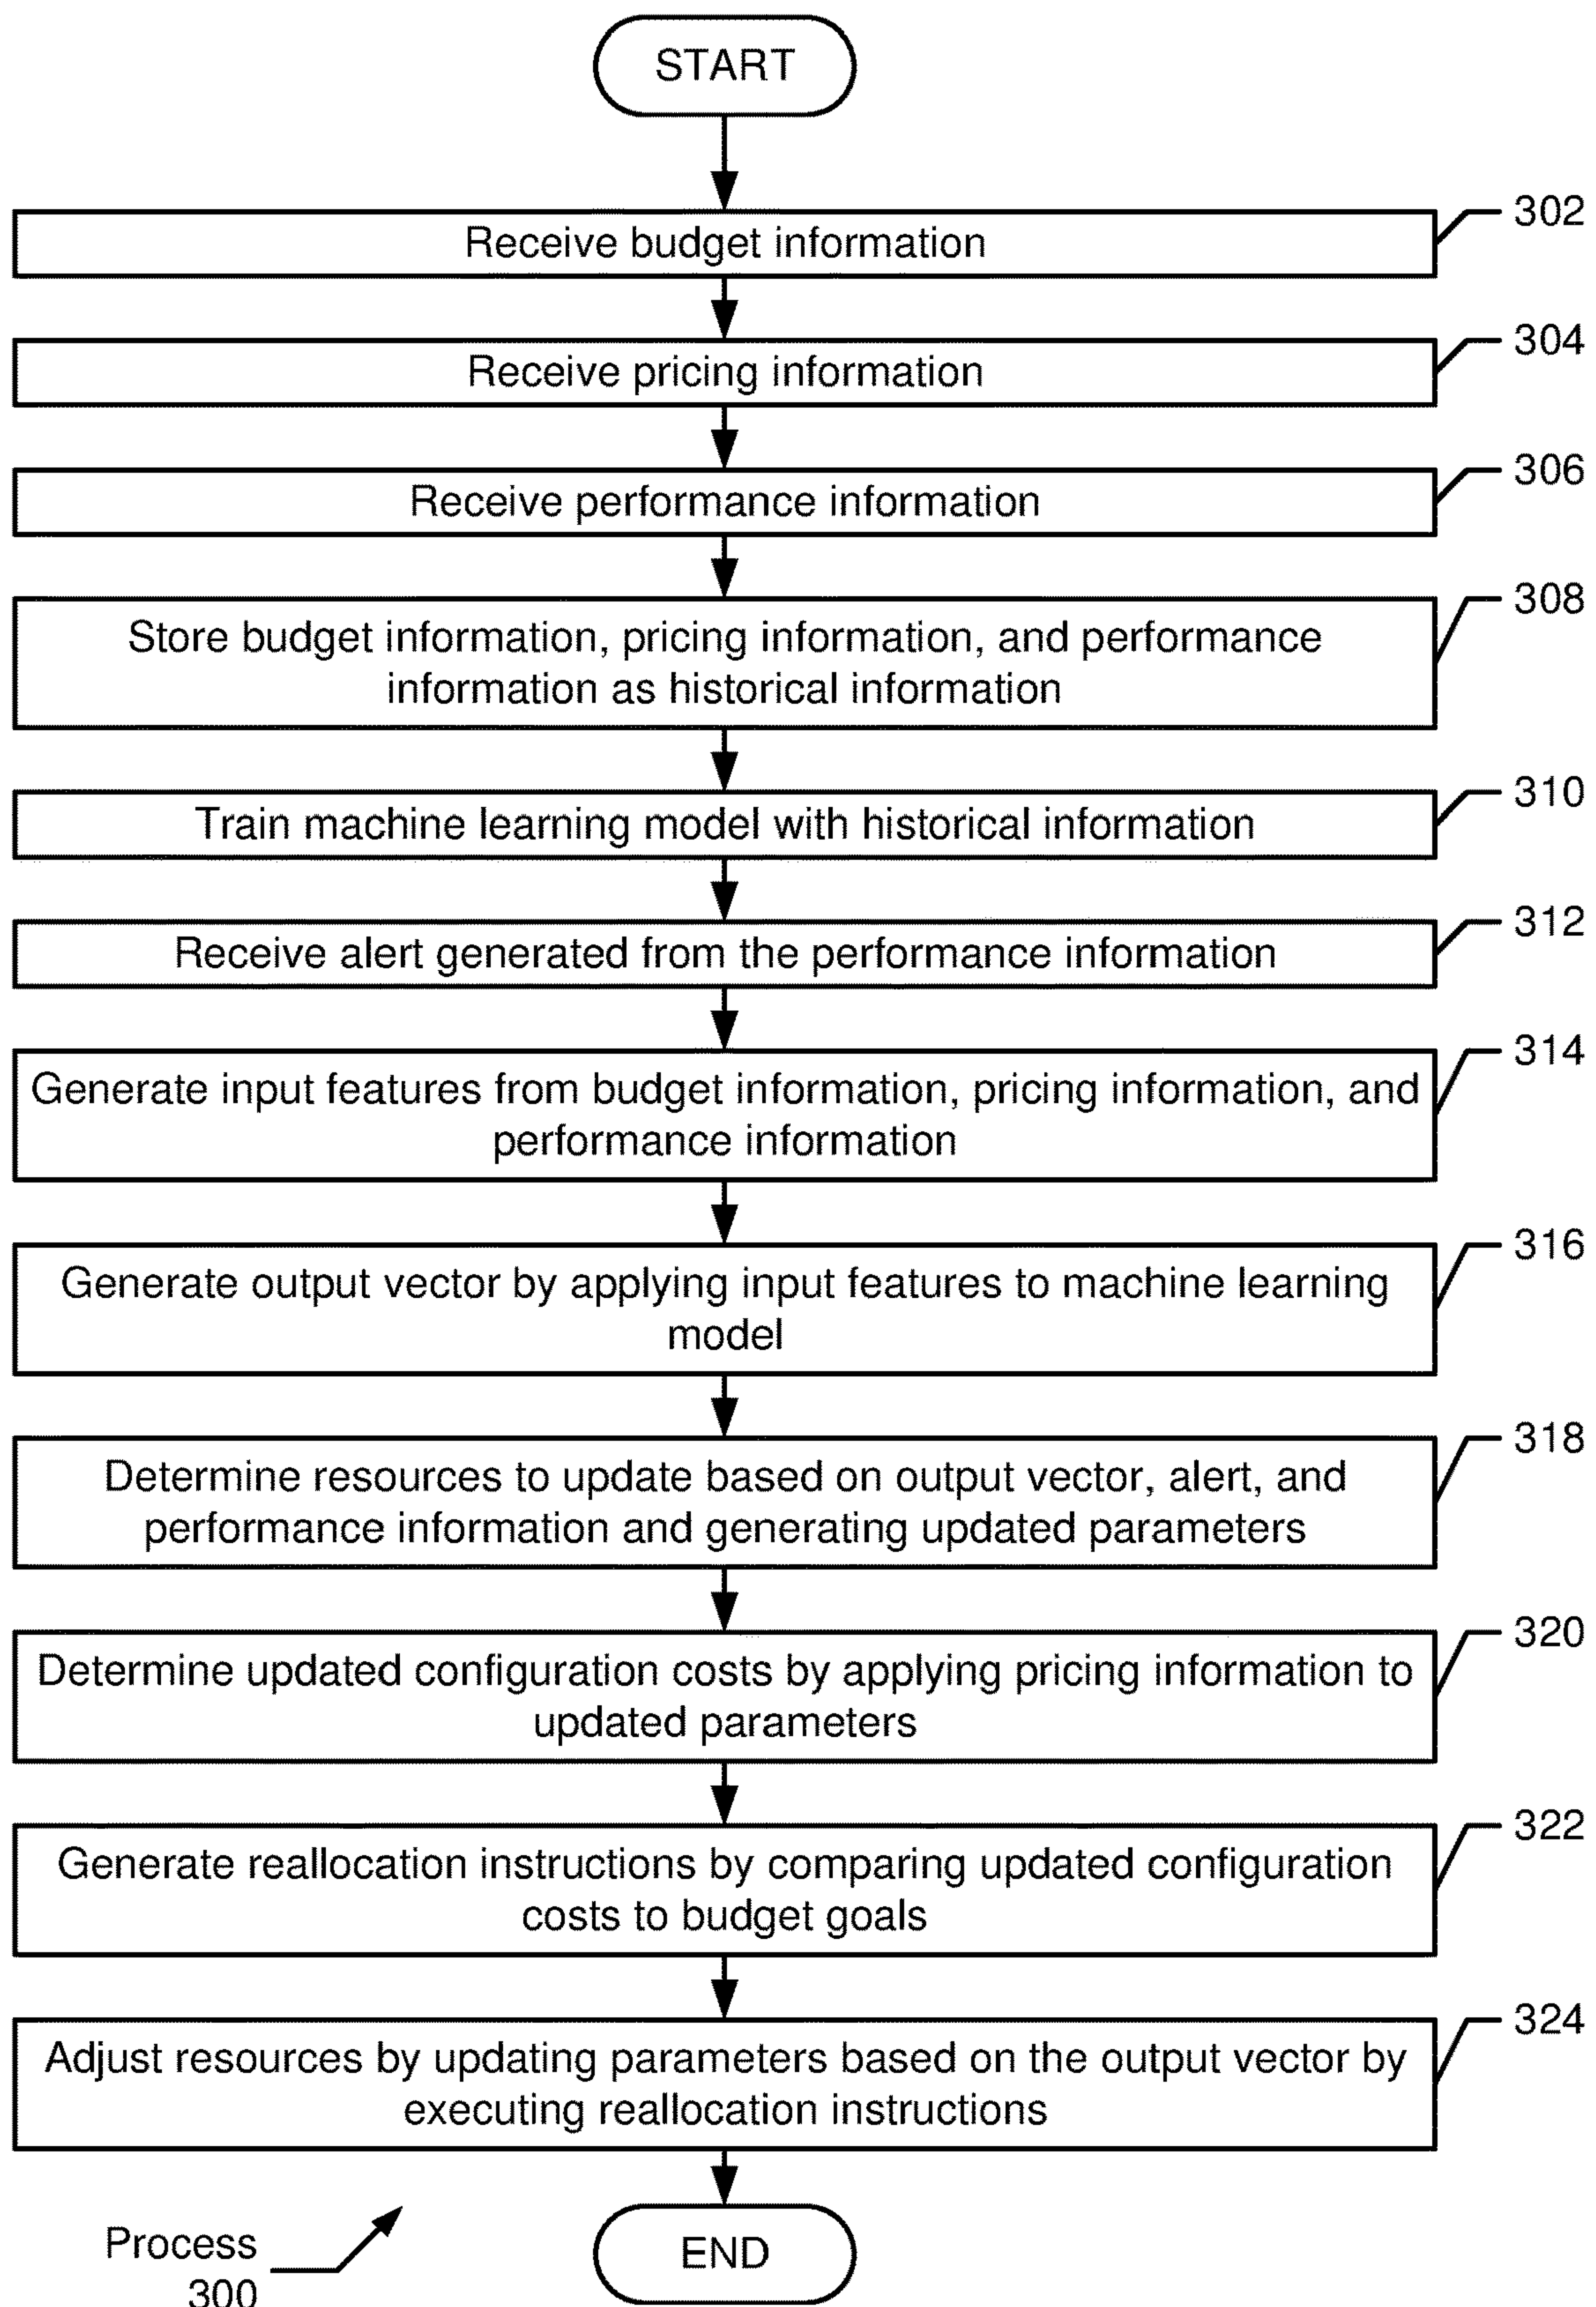 START
302
Receive budget information
304
Receive pricing information
306
Receive performance information
308
Store budget information, pricing information, and performance
information as historical information
310
Train machine learning model with historical information
312
Receive alert generated from the performance information
314
Generate input features from budget information, pricing information, and
performance information
316
Generate output vector by applying input features to machine learning
model
318
Determine resources to update based on output vector, alert, and
performance information and generating updated parameters
320
Determine updated configuration costs by applying pricing information to
updated parameters
322
Generate reallocation instructions by comparing updated configuration
costs to budget goals
324
Adjust resources by updating parameters based on the output vector by
executing reallocation instructions
END
Process
300